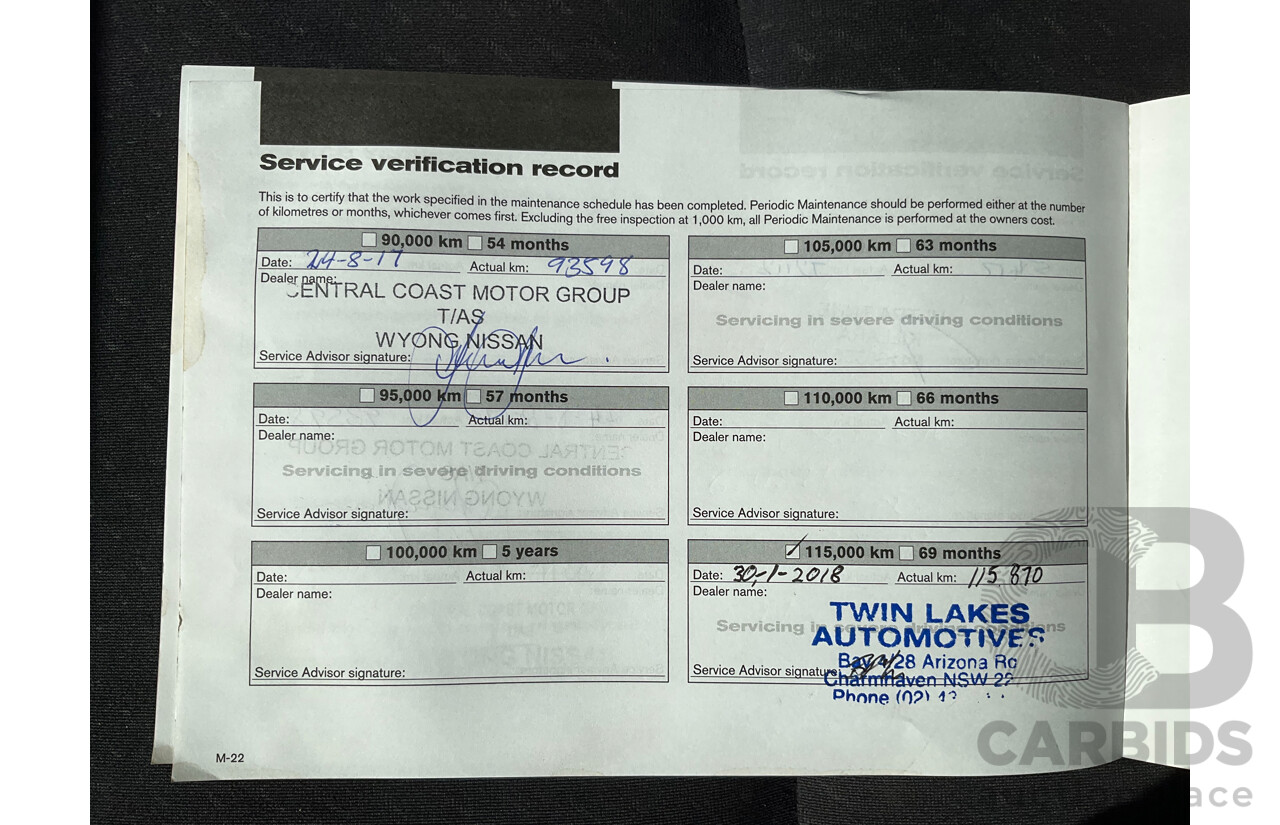 Service verification record
This is to certify that the work specified in the maintenance schedule has been completed. Periodic Maintenance should be performed either at the number
of kilometres or months, whichever comes first. Excluding the free inspection at 1,000 km, all Periodic Maintenance is performed at the owners cost.
90,000 km 54 months
Date: 24-8-17 Actual km: 93598
Dealer name:
CENTRAL COAST MOTOR GROUP
T/AS
WYONG NISSAN
Service Advisor signature:
95,000 km 57 months
Date: Actual km:
Dealer name:
Servicing in severe driving conditions
Service Advisor signature:
100,000 km 5 years
Date: Actual km:
Dealer name:
Service Advisor signature:
105,000 km 63 months
Date: Actual km:
Dealer name:
Servicing in severe driving conditions
Service Advisor signature:
110,000 km 66 months
Date: Actual km:
Dealer name:
Service Advisor signature:
115,000 km 69 months
Date: 30-1-2018 Actual km: 115 870
Dealer name:
Servicing in severe driving conditions
TWIN LAKES
AUTOMOTIVES
28 Arizona
Service Advisor signature:
Charmhaven NSW
Phone (02)
M-22
B
CARBIDS